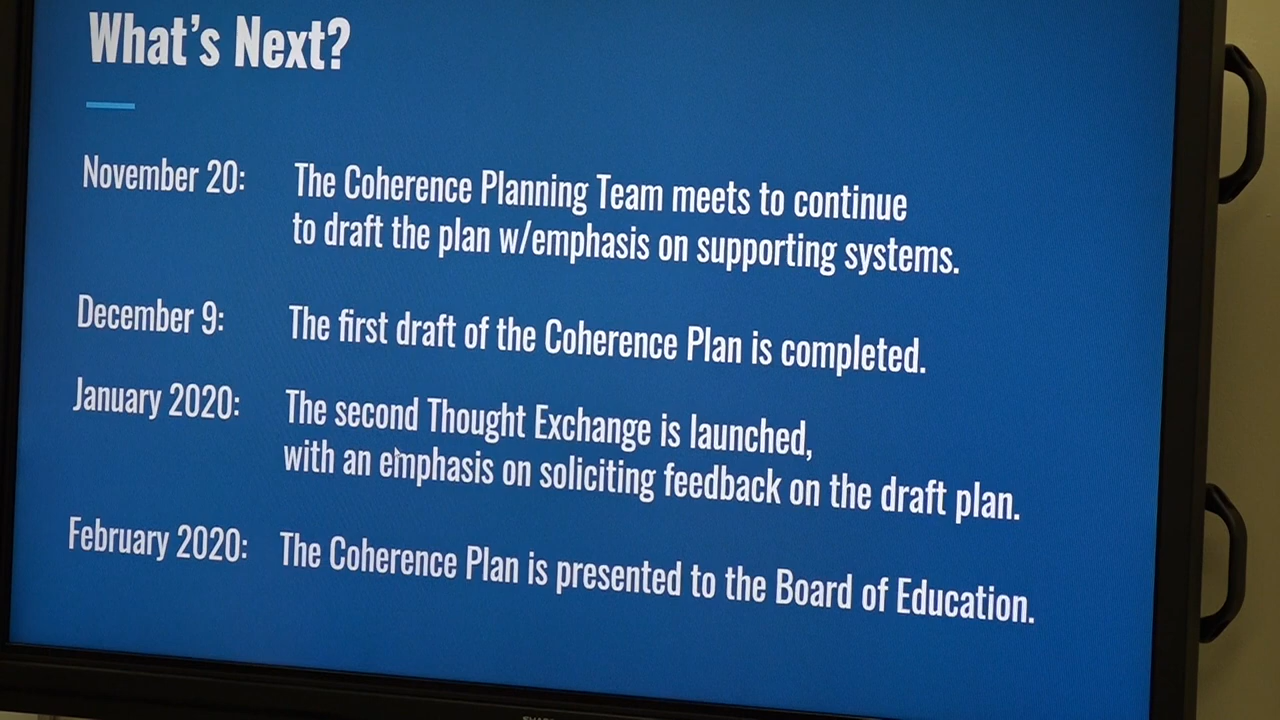 What's Next?
November 20: The Coherence Planning Team meets to continue
to draft the plan w/emphasis on supporting systems.
December 9: The first draft of the Coherence Plan is completed.
January 2020: The second Thought Exchange is launched,
with an emphasis on soliciting feedback on the draft plan.
February 2020: The Coherence Plan is presented to the Board of Education.